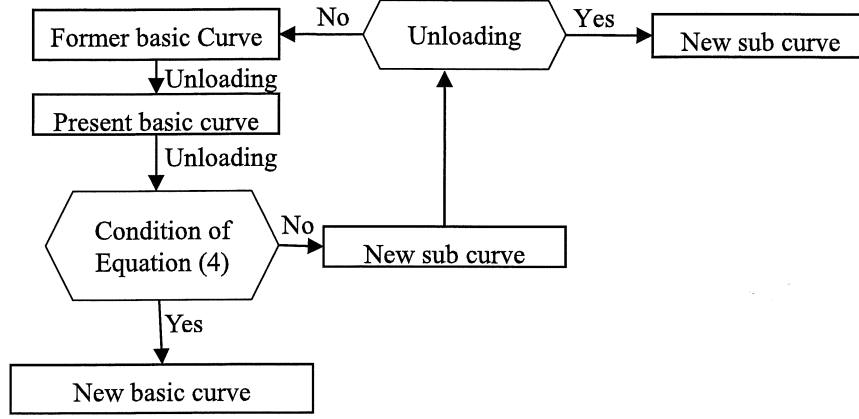 No
Yes
Former basic Curve
Unloading
New sub curve
Unloading
Present basic curve
Unloading
Condition of
Equation (4)
No
New sub curve
Yes
New basic curve